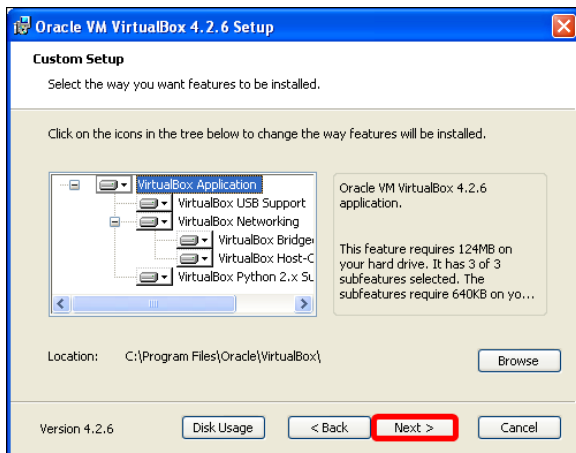 Oracle VM VirtualBox 4.2.6 Setup
Custom Setup
Select the way you want features to be installed.
Click on the icons in the tree below to change the way features will be installed.
VirtualBox Application
VirtualBox USB Support
VirtualBox Networking
VirtualBox Bridge
VirtualBox Host-C
VirtualBox Python 2.x Su
Oracle VM VirtualBox 4.2.6
application.
This feature requires 124MB on
your hard drive. It has 3 of 3
subfeatures selected. The
subfeatures require 640KB on yo...
Location: C:\Program Files\Oracle\VirtualBox\
Browse
Version 4.2.6
Disk Usage
< Back
Next >
Cancel